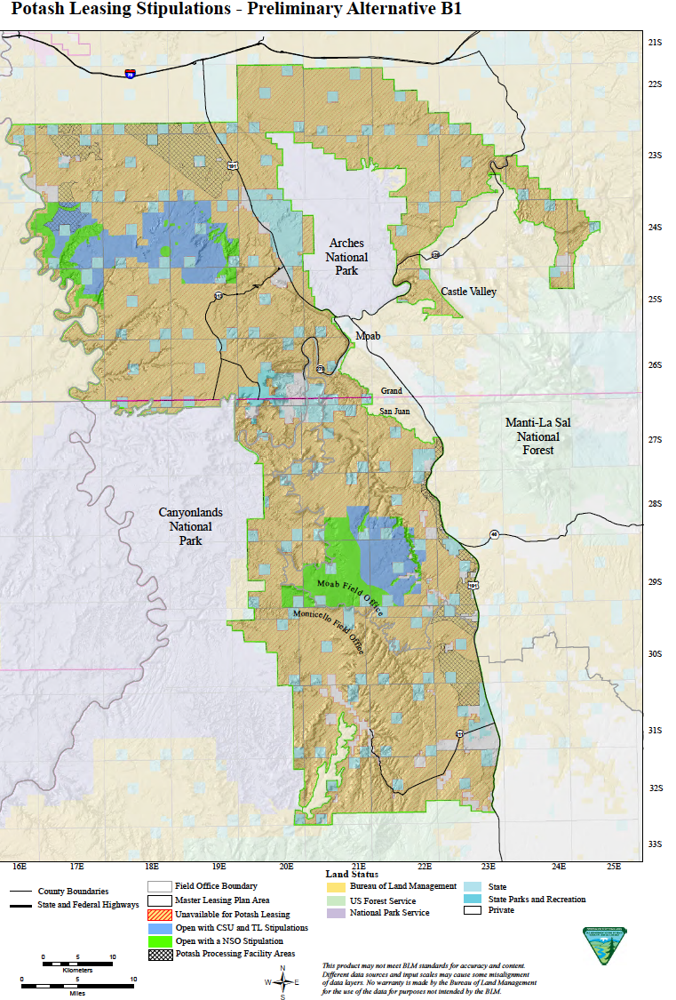 Potash Leasing Stipulations - Preliminary Alternative B1
21S
70
22S
23S
191
24S
Arches
National
Park
128
Castle Valley
313
25S
Moab
279
26S
Grand
San Juan
Manti-La Sal
National
Forest
27S
28S
Canyonlands
National
Park
46
29S
191
Moab Field Office
Monticello Field Office
30S
211
31S
32S
33S
16E 17E 18E 19E 20E 21E 22E 23E 24E 25E
County Boundaries
State and Federal Highways
Field Office Boundary
Master Leasing Plan Area
Unavailable for Potash Leasing
Open with CSU and TL Stipulations
Open with a NSO Stipulation
Potash Processing Facility Areas
Land Status
Bureau of Land Management
US Forest Service
National Park Service
State
State Parks and Recreation
Private
0 5 10
Kilometers
0 5 10
Miles
N
W E
S
This product may not meet BLM standards for accuracy and content.
Different data sources and input scales may cause some misalignment
of data layers. No warranty is made by the Bureau of Land Management
for the use of the data for purposes not intended by the BLM.